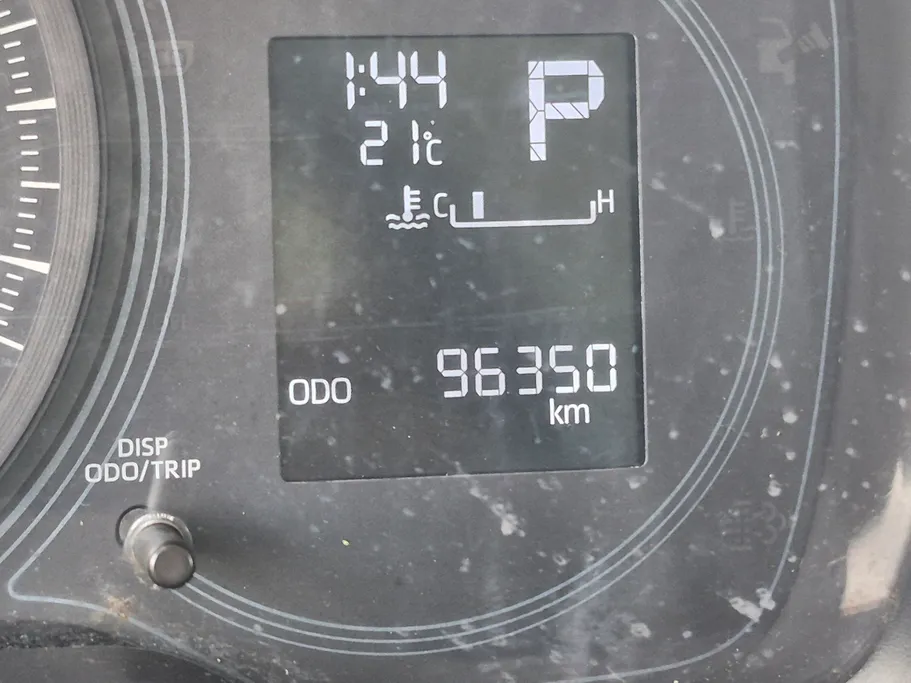 1:44
P
21°C
C H
ODO 96350
km
DISP
ODO/TRIP